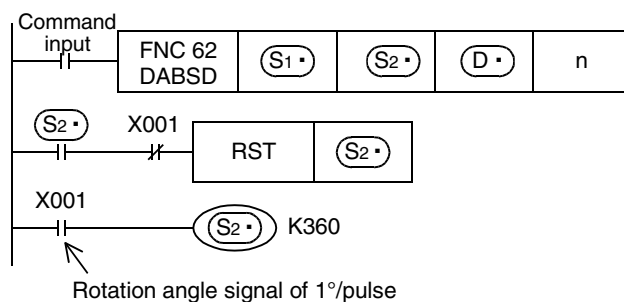 Command
input
FNC 62
DABSD
S1・
S2・
D・
n
S2・
X001
RST
S2・
X001
S2・
K360
Rotation angle signal of 1°/pulse